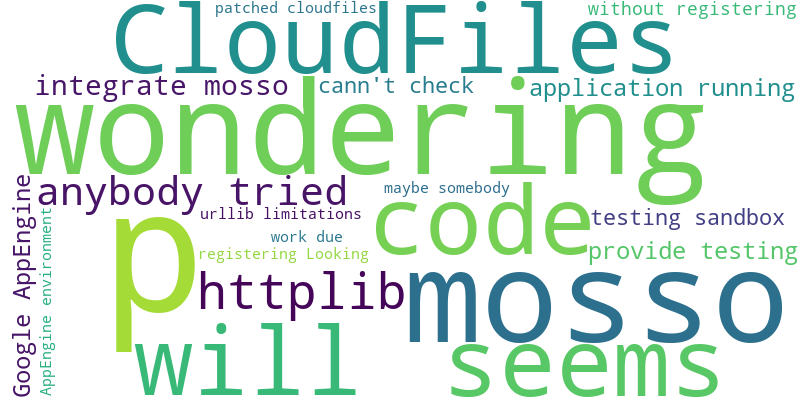 patched cloudfiles
without registering
CloudFiles
integrate mosso
cann't check
application running
wondering
anybody tried
maybe somebody
p
urllib limitations
code
testing sandbox
work due
registering Looking
provide testing
Google AppEngine
AppEngine environment
httplib
mosso
will
seems